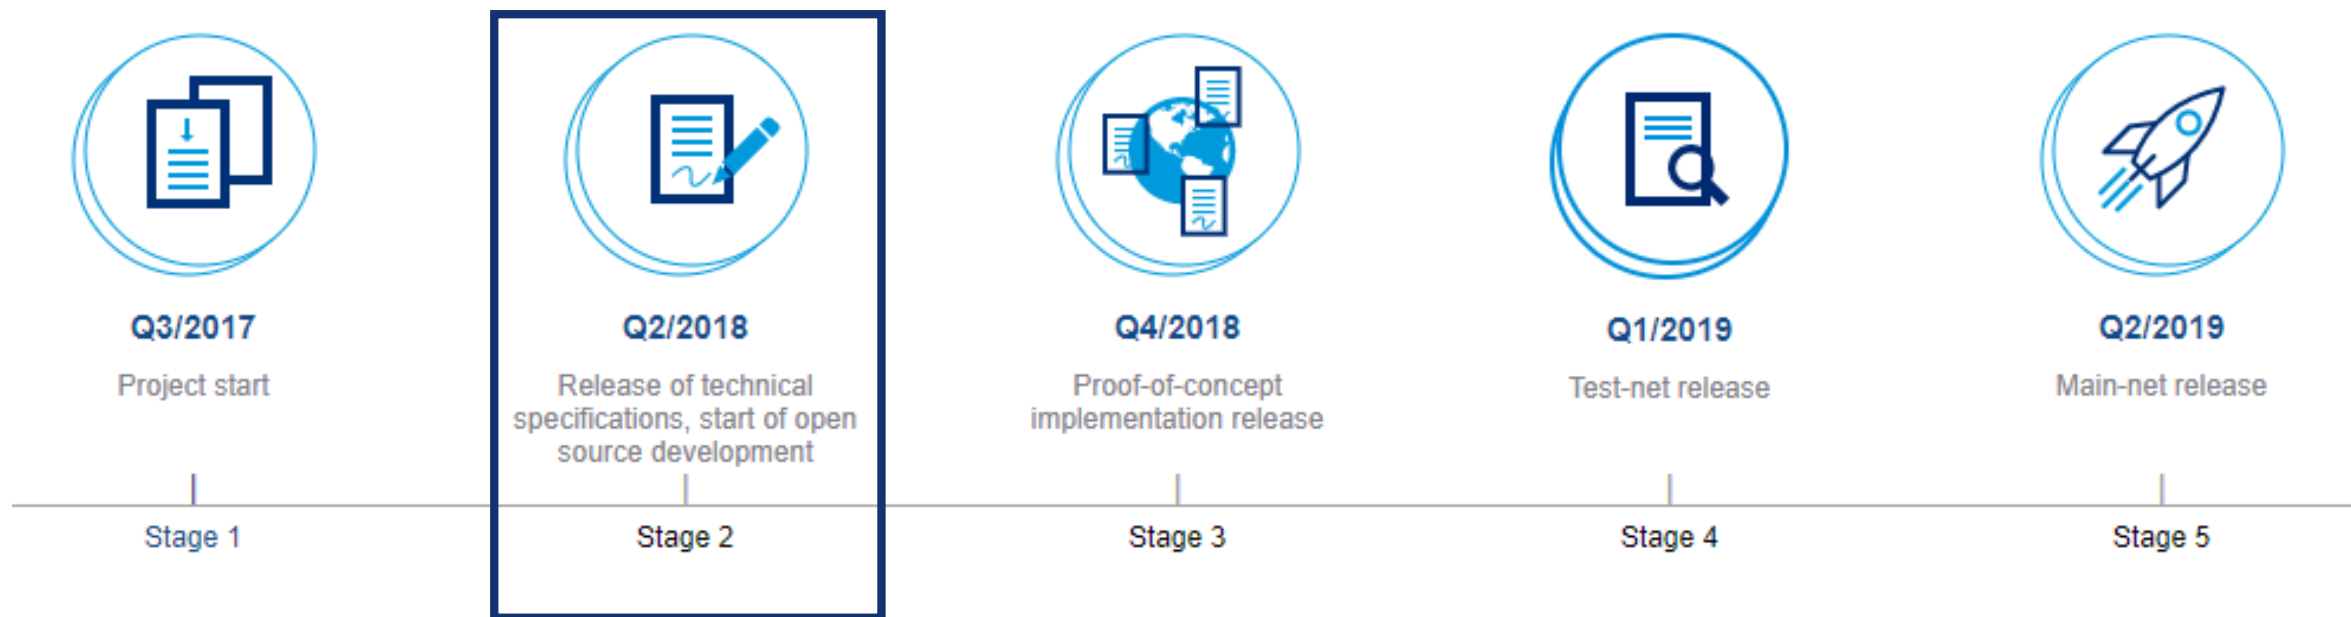 Q3/2017
Project start
Stage 1
Q2/2018
Release of technical
specifications, start of open
source development
Stage 2
Q4/2018
Proof-of-concept
implementation release
Stage 3
Q1/2019
Test-net release
Stage 4
Q2/2019
Main-net release
Stage 5